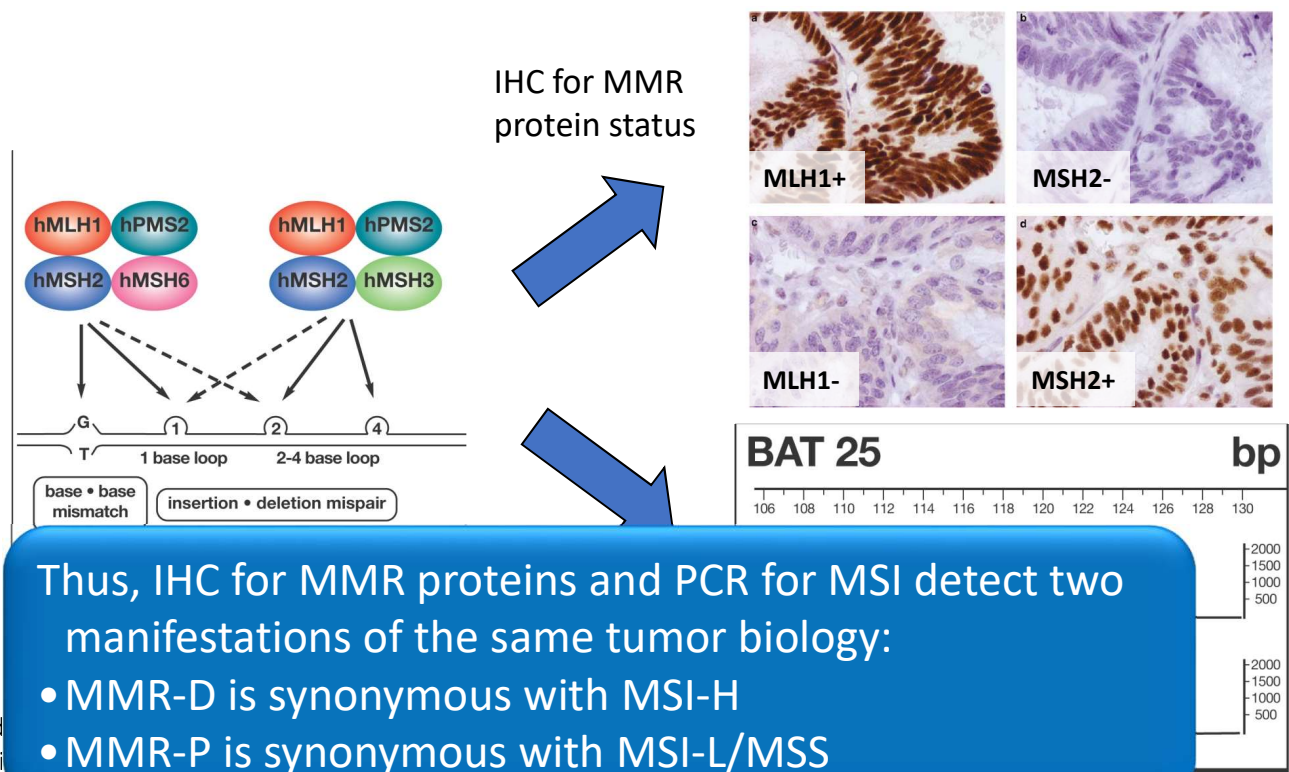 IHC for MMR
protein status
hMLH1 hPMS2
hMSH2 hMSH6
hMLH1 hPMS2
hMSH2 hMSH3
G
T
1
2
4
1 base loop
2-4 base loop
base • base
mismatch
insertion • deletion mispair
a
MLH1+
b
MSH2-
c
MLH1-
d
MSH2+
BAT 25
bp
106 108 110 112 114 116 118 120 122 124 126 128 130
2000
1500
1000
500
2000
1500
1000
500
Thus, IHC for MMR proteins and PCR for MSI detect two
manifestations of the same tumor biology:
• MMR-D is synonymous with MSI-H
• MMR-P is synonymous with MSI-L/MSS